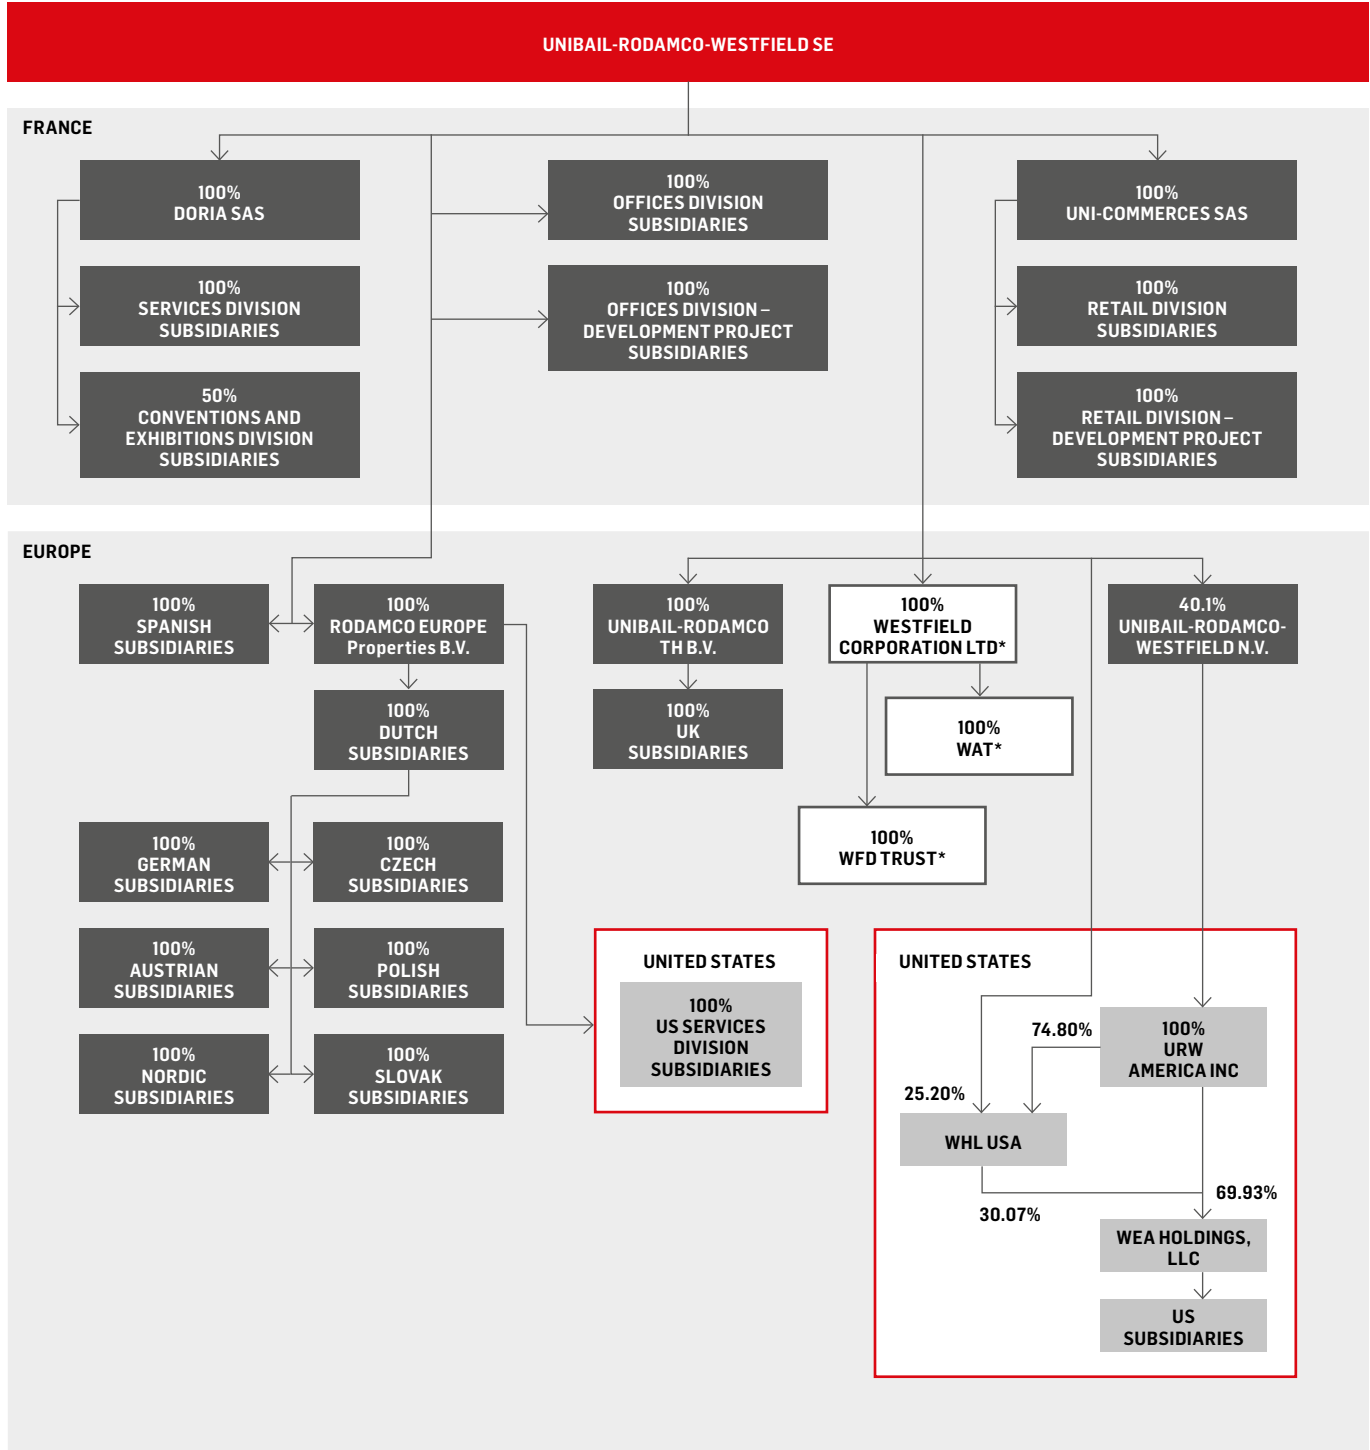 UNIBAIL-RODAMCO-WESTFIELD SE
FRANCE
100%
DORIA SAS
100%
SERVICES DIVISION
SUBSIDIARIES
50%
CONVENTIONS AND
EXHIBITIONS DIVISION
SUBSIDIARIES
100%
OFFICES DIVISION
SUBSIDIARIES
100%
OFFICES DIVISION –
DEVELOPMENT PROJECT
SUBSIDIARIES
100%
UNI-COMMERCES SAS
100%
RETAIL DIVISION
SUBSIDIARIES
100%
RETAIL DIVISION –
DEVELOPMENT PROJECT
SUBSIDIARIES
EUROPE
100%
SPANISH
SUBSIDIARIES
100%
RODAMCO EUROPE
Properties B.V.
100%
DUTCH
SUBSIDIARIES
100%
GERMAN
SUBSIDIARIES
100%
CZECH
SUBSIDIARIES
100%
AUSTRIAN
SUBSIDIARIES
100%
POLISH
SUBSIDIARIES
100%
NORDIC
SUBSIDIARIES
100%
SLOVAK
SUBSIDIARIES
100%
UNIBAIL-RODAMCO
TH B.V.
100%
UK
SUBSIDIARIES
100%
WESTFIELD
CORPORATION LTD*
100%
WAT*
100%
WFD TRUST*
40.1%
UNIBAIL-RODAMCO-
WESTFIELD N.V.
UNITED STATES
100%
US SERVICES
DIVISION
SUBSIDIARIES
UNITED STATES
74.80%
100%
URW
AMERICA INC
25.20%
WHL USA
69.93%
30.07%
WEA HOLDINGS,
LLC
US
SUBSIDIARIES